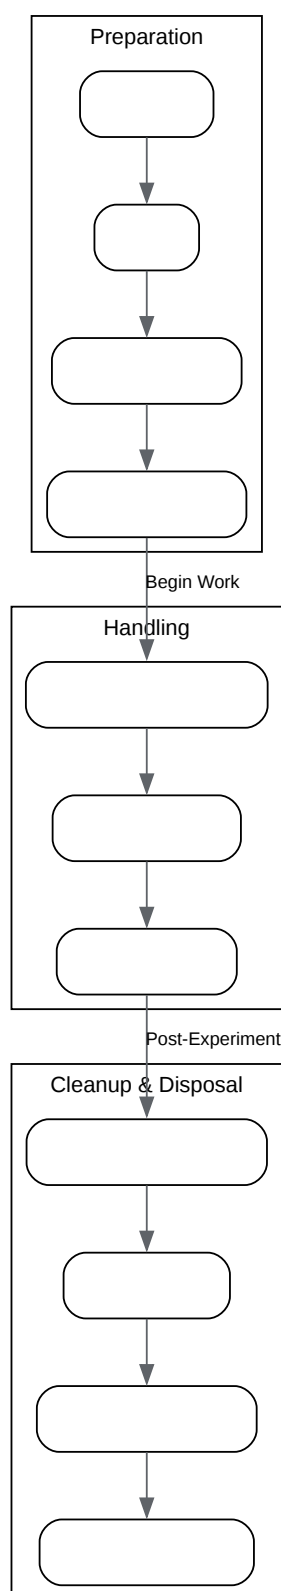 Preparation
Begin Work
Handling
Post-Experiment
Cleanup & Disposal